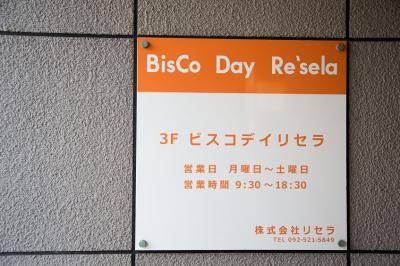 BisCo Day Re'sela
3F ビスコデイリセラ
営業日 月曜日～土曜日
営業時間 9:30～18:30
株式会社リセラ
TEL 092-521-5849